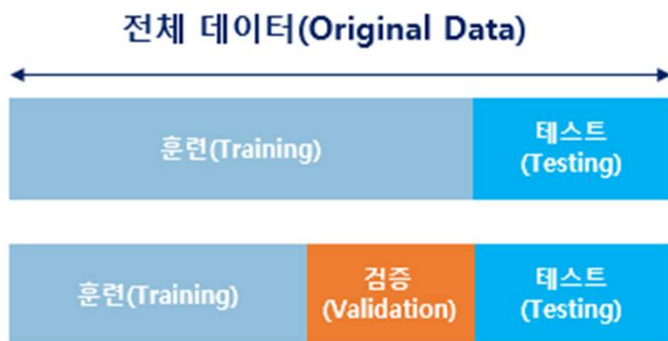 전체 데이터(Original Data)
훈련(Training)
테스트
(Testing)
훈련(Training)
검증
(Validation)
테스트
(Testing)